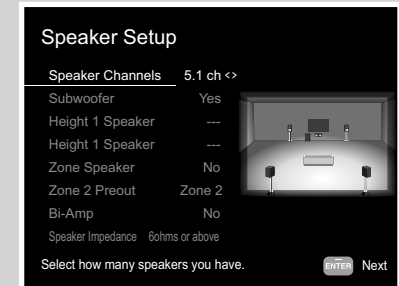 Speaker Setup
Speaker Channels 5.1 ch <>
Subwoofer Yes
Height 1 Speaker ---
Height 1 Speaker ---
Zone Speaker No
Zone 2 Preout Zone 2
Bi-Amp No
Speaker Impedance 6ohms or above
Select how many speakers you have. ENTER Next